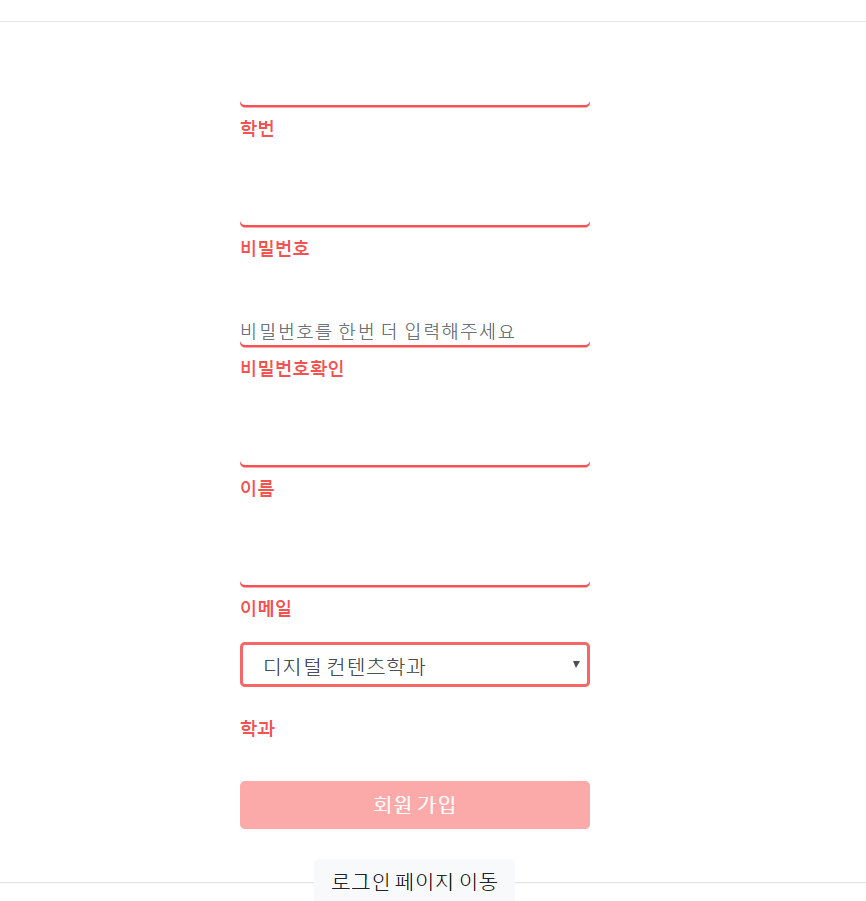 학번
비밀번호
비밀번호를 한번 더 입력해주세요
비밀번호확인
이름
이메일
디지털 컨텐츠학과
학과
회원 가입
로그인 페이지 이동